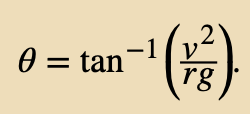 θ = tan⁻¹(v²/rg).